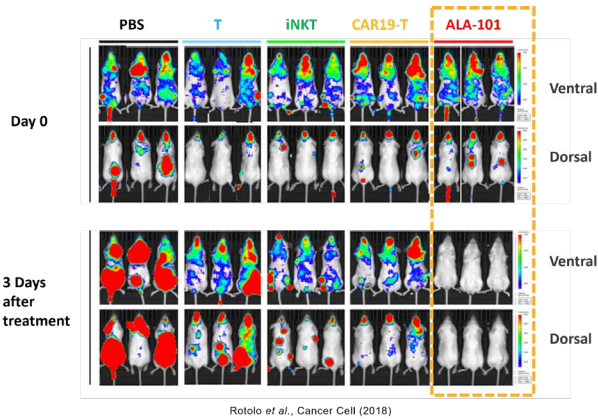 PBS T iNKT CAR19-T ALA-101
Ventral
Day 0
Dorsal
Ventral
3 Days
after
treatment
Dorsal
Rotolo et al., Cancer Cell (2018)